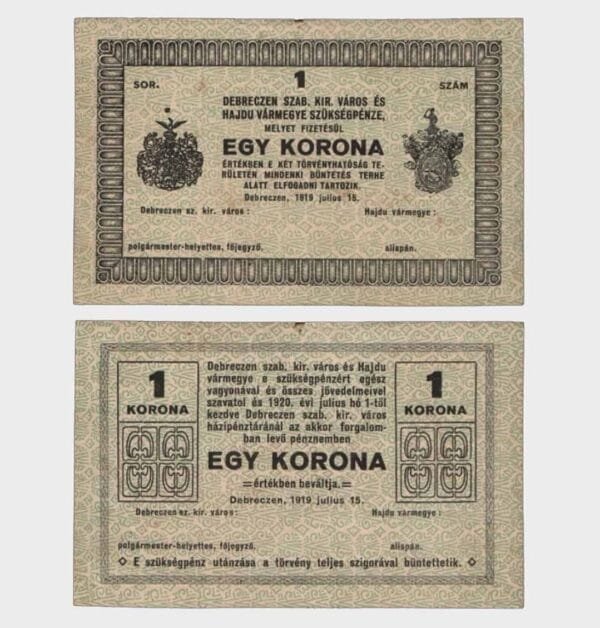 1
SOR. SZÁM
DEBRECZEN SZAB. KIR. VÁROS ÉS
HAJDU VÁRMEGYE SZÜKSÉGPÉNZE,
MELYET FIZETÉSÜL
EGY KORONA
ÉRTÉKBEN E KÉT TÖRVÉNYHATÓSÁG TE-
RÜLETÉN MINDENKI BÜNTETÉS TERHE
ALATT ELFOGADNI TARTOZIK.
Debreczen, 1919 julius 15.
Debreczen sz. kir. város: Hajdu vármegye:
polgármester-helyettes, főjegyző. alispán.
Debreczen szab. kir. város és Hajdu
vármegye e szükségpénzért egész
vagyonával és összes jövedelmeivel
szavatol és 1920. évi julius hó 1-től
kezdve Debreczen szab. kir. város
házipénztáránál az akkor forgalom-
ban levő pénznemben
1
KORONA
1
KORONA
EGY KORONA
=értékben beváltja.=
Debreczen, 1919 julius 15.
Debreczen sz. kir. város: Hajdu vármegye:
polgármester-helyettes, főjegyző. alispán.
◇ E szükségpénz utánzása a törvény teljes szigorával büntettetik. ◇